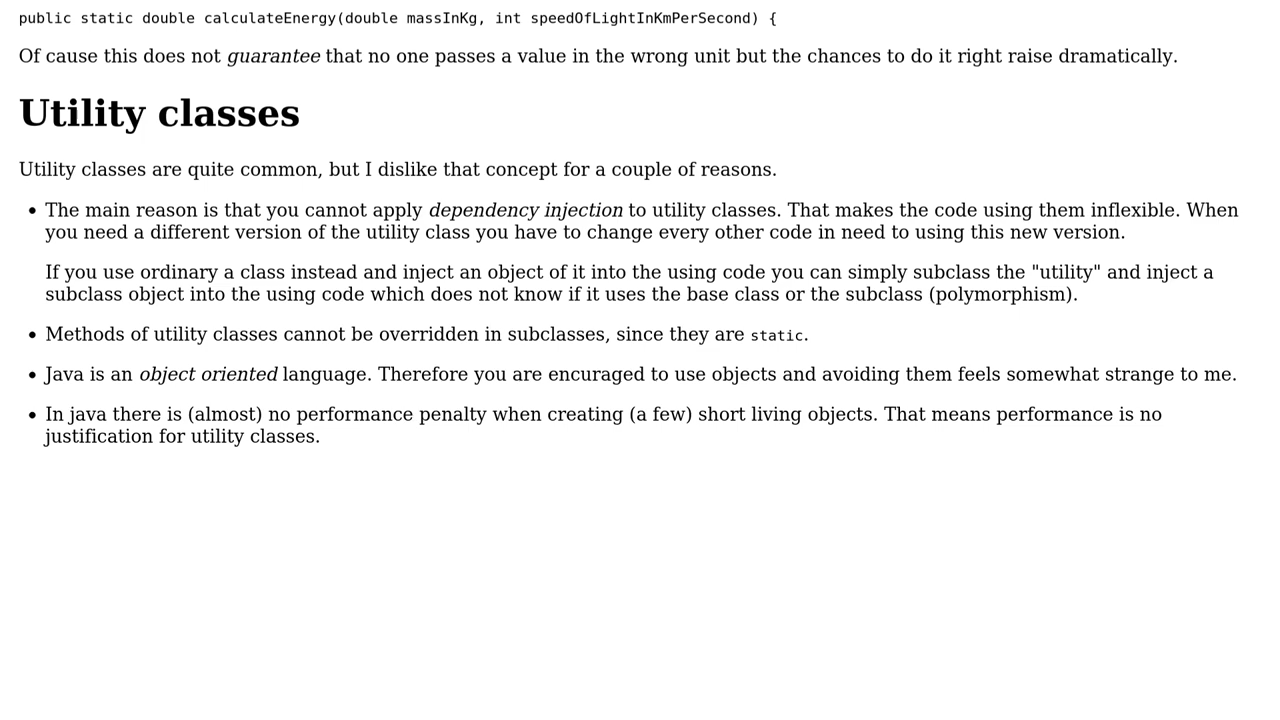 public static double calculateEnergy(double massInKg, int speedOfLightInKmPerSecond) {
Of cause this does not guarantee that no one passes a value in the wrong unit but the chances to do it right raise dramatically.
Utility classes
Utility classes are quite common, but I dislike that concept for a couple of reasons.
• The main reason is that you cannot apply dependency injection to utility classes. That makes the code using them inflexible. When
you need a different version of the utility class you have to change every other code in need to using this new version.
If you use ordinary a class instead and inject an object of it into the using code you can simply subclass the "utility" and inject a
subclass object into the using code which does not know if it uses the base class or the subclass (polymorphism).
• Methods of utility classes cannot be overridden in subclasses, since they are static.
• Java is an object oriented language. Therefore you are encuraged to use objects and avoiding them feels somewhat strange to me.
• In java there is (almost) no performance penalty when creating (a few) short living objects. That means performance is no
justification for utility classes.